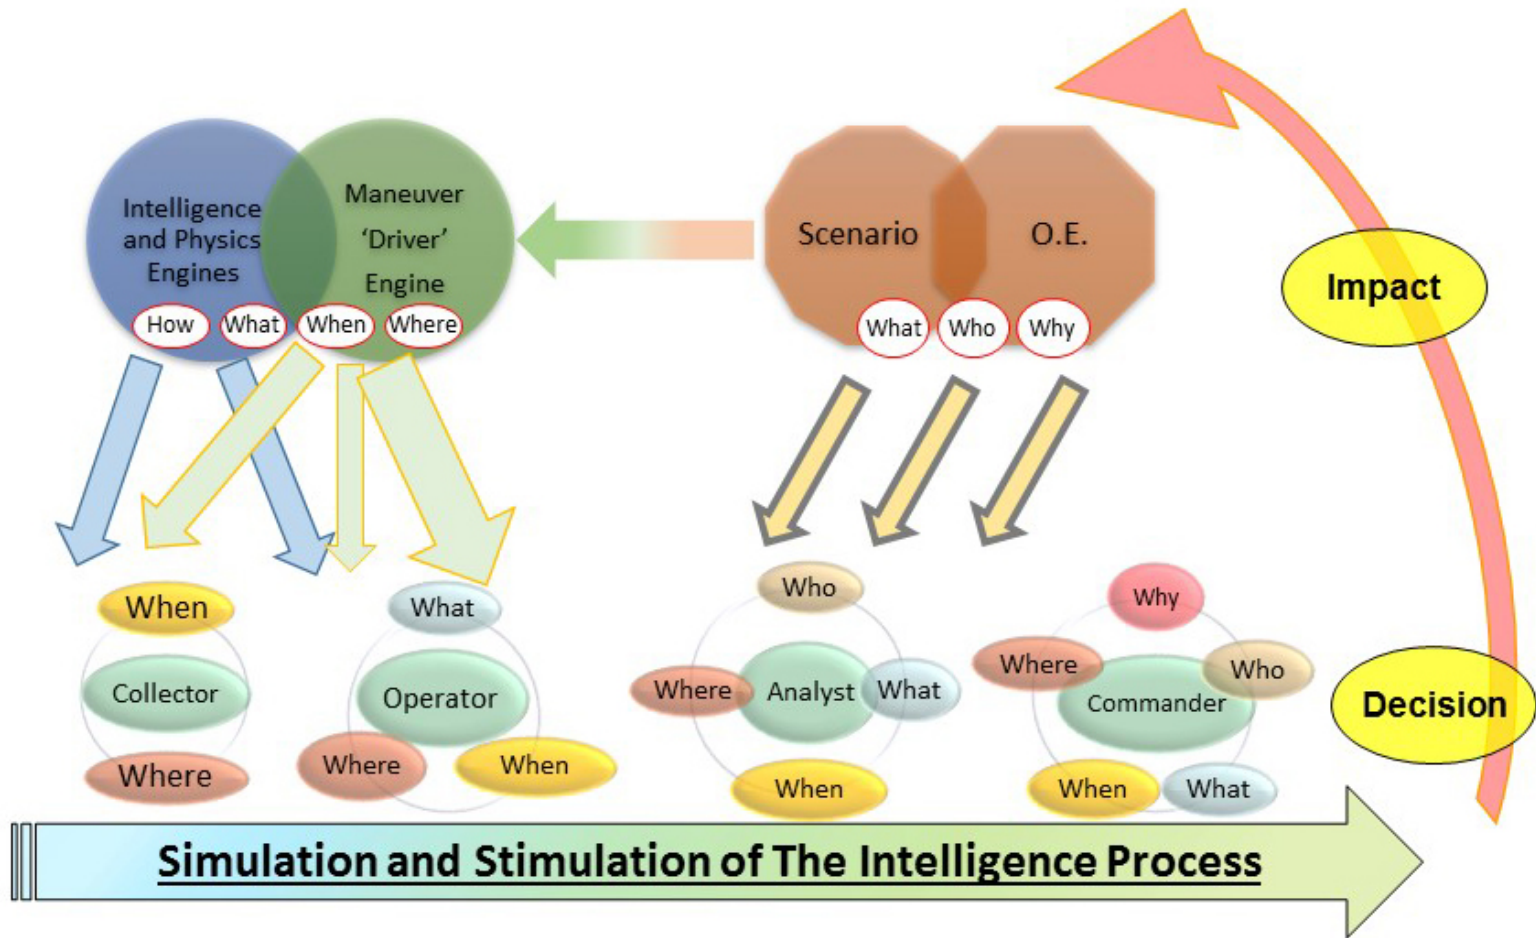 Intelligence
and Physics
Engines
Maneuver
‘Driver’
Engine
How
What
When
Where
Scenario
O.E.
What
Who
Why
Impact
When
Collector
Where
What
Operator
Where
When
Who
Where
Analyst
What
When
Why
Where
Who
Commander
When
What
Decision
Simulation and Stimulation of The Intelligence Process